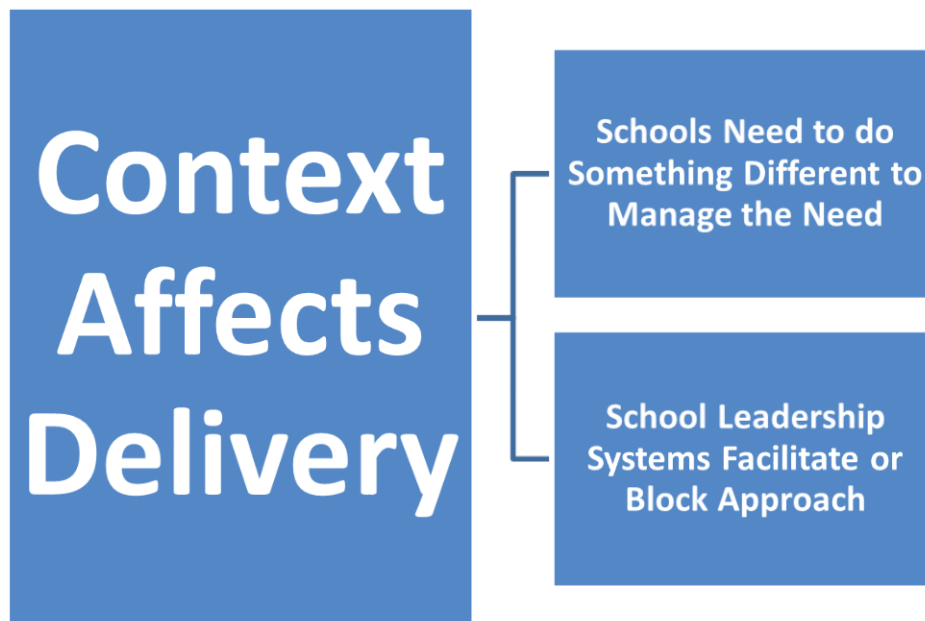 Context
Affects
Delivery
Schools Need to do
Something Different to
Manage the Need
School Leadership
Systems Facilitate or
Block Approach